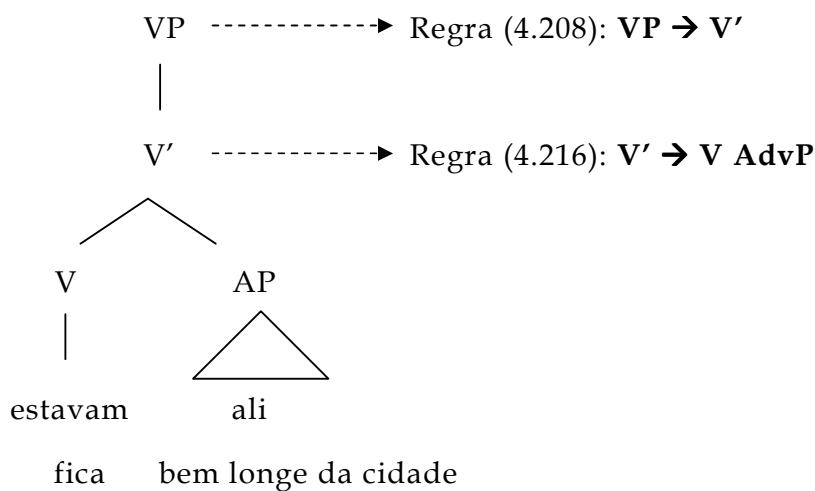 VP Regra (4.208): VP → V′
V′ Regra (4.216): V′ → V AdvP
V AP
estavam ali
fica bem longe da cidade